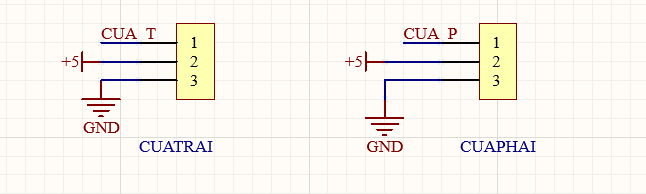 CUA_T
1
+5
2
3
GND
CUATRAI
CUA_P
1
+5
2
3
GND
CUAPHAI